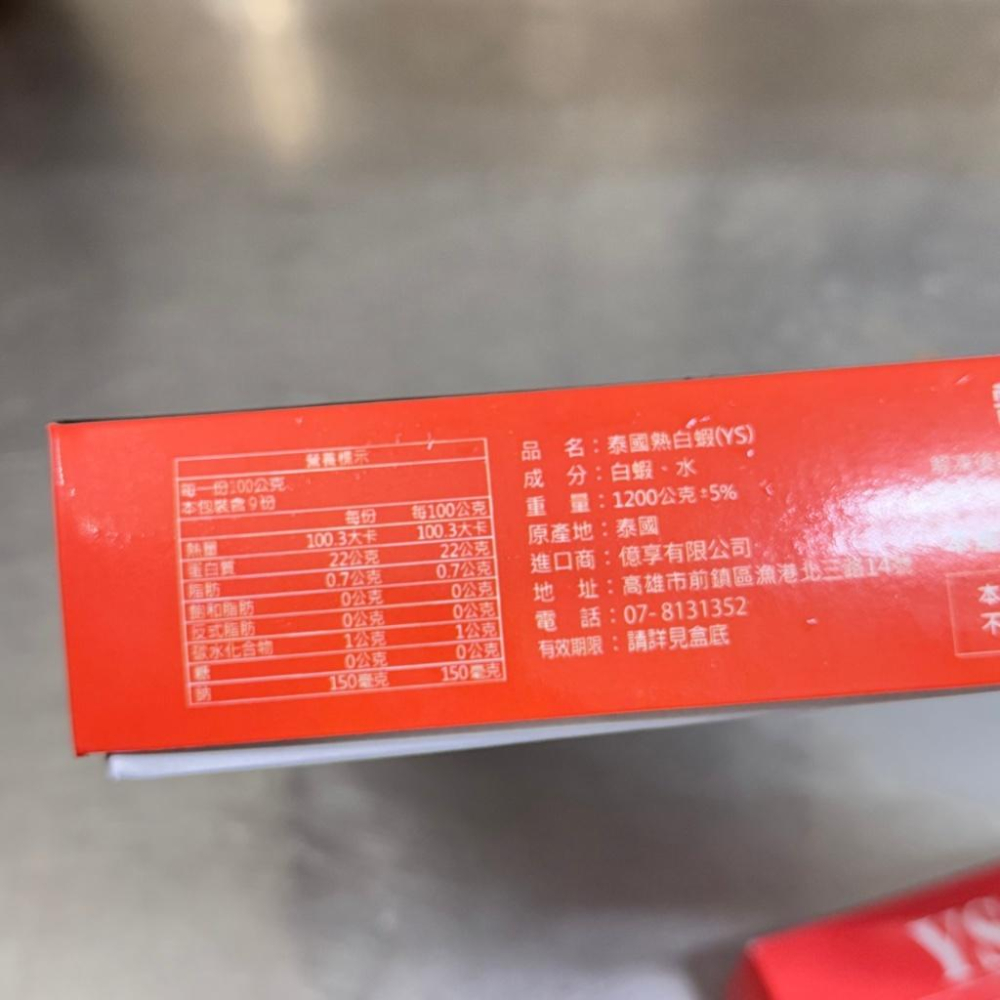 營養標示
每一份100公克
本包裝含9份
每份 每100公克
熱量 100.3大卡 100.3大卡
蛋白質 22公克 22公克
脂肪 0.7公克 0.7公克
飽和脂肪 0公克 0公克
反式脂肪 0公克 0公克
碳水化合物 1公克 1公克
糖 0公克 0公克
鈉 150毫克 150毫克
品 名：泰國熟白蝦(YS)
成 分：白蝦、水
重 量：1200公克±5%
原產地：泰國
進口商：億享有限公司
地 址：高雄市前鎮區漁港北三路14號
電 話：07-8131352
有效期限：請詳見盒底
本
不
YS